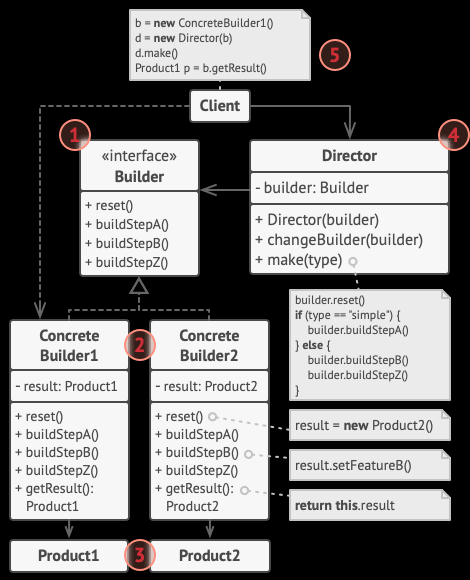 b = new ConcreteBuilder1()
d = new Director(b)
d.make()
Product1 p = b.getResult()
5
Client
1
«interface»
Builder
+ reset()
+ buildStepA()
+ buildStepB()
+ buildStepZ()
4
Director
- builder: Builder
+ Director(builder)
+ changeBuilder(builder)
+ make(type)
builder.reset()
if (type == "simple") {
builder.buildStepA()
} else {
builder.buildStepB()
builder.buildStepZ()
}
2
Concrete
Builder1
- result: Product1
+ reset()
+ buildStepA()
+ buildStepB()
+ buildStepZ()
+ getResult():
Product1
Concrete
Builder2
- result: Product2
+ reset()
+ buildStepA()
+ buildStepB()
+ buildStepZ()
+ getResult():
Product2
result = new Product2()
result.setFeatureB()
return this.result
3
Product1
Product2